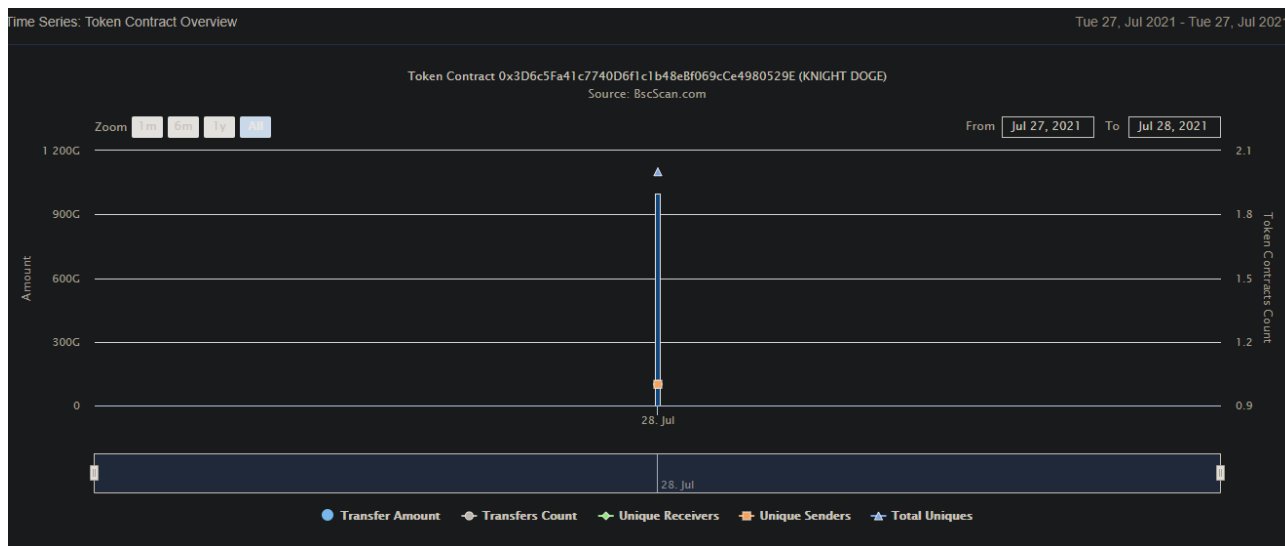 Time Series: Token Contract Overview
Tue 27, Jul 2021 - Tue 27, Jul 202
Token Contract 0x3D6c5Fa41c7740D6f1c1b48eBf069cCe4980529E (KNIGHT DOGE)
Source: BscScan.com
Zoom 1m 6m 1y All
From Jul 27, 2021 To Jul 28, 2021
1 200G
900G
600G
300G
0
Amount
2.1
1.8
1.5
1.2
0.9
Token Contracts Count
28. Jul
28. Jul
Transfer Amount Transfers Count Unique Receivers Unique Senders Total Uniques